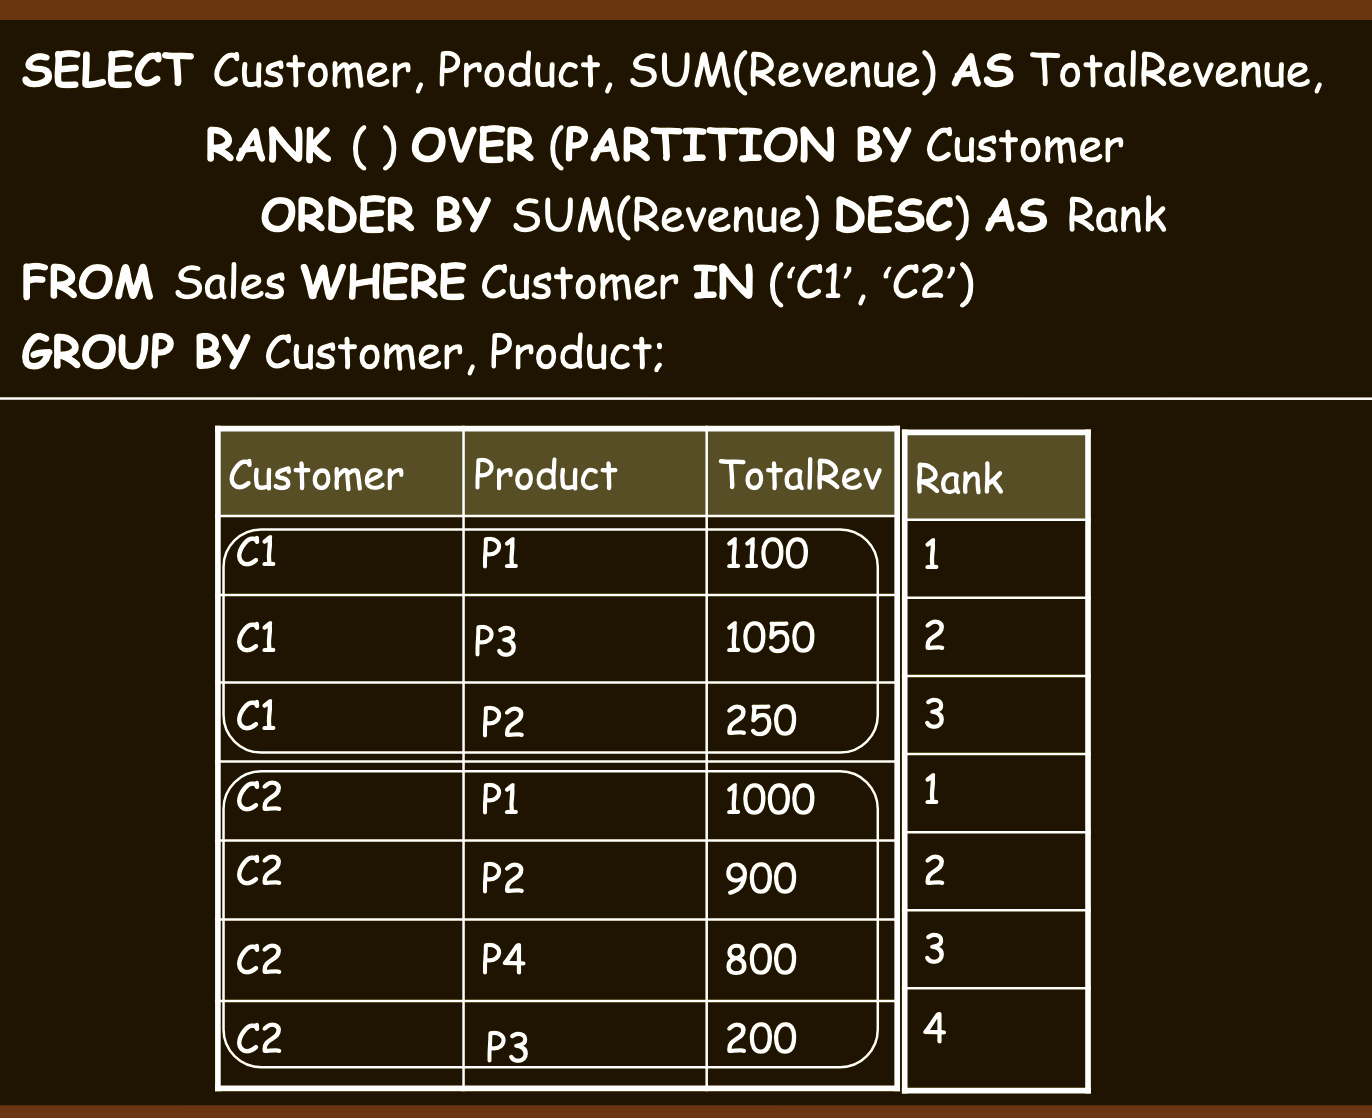 SELECT Customer, Product, SUM(Revenue) AS TotalRevenue,
RANK ( ) OVER (PARTITION BY Customer
ORDER BY SUM(Revenue) DESC) AS Rank
FROM Sales WHERE Customer IN (‘C1’, ‘C2’)
GROUP BY Customer, Product;
Customer Product TotalRev Rank
C1 P1 1100 1
C1 P3 1050 2
C1 P2 250 3
C2 P1 1000 1
C2 P2 900 2
C2 P4 800 3
C2 P3 200 4